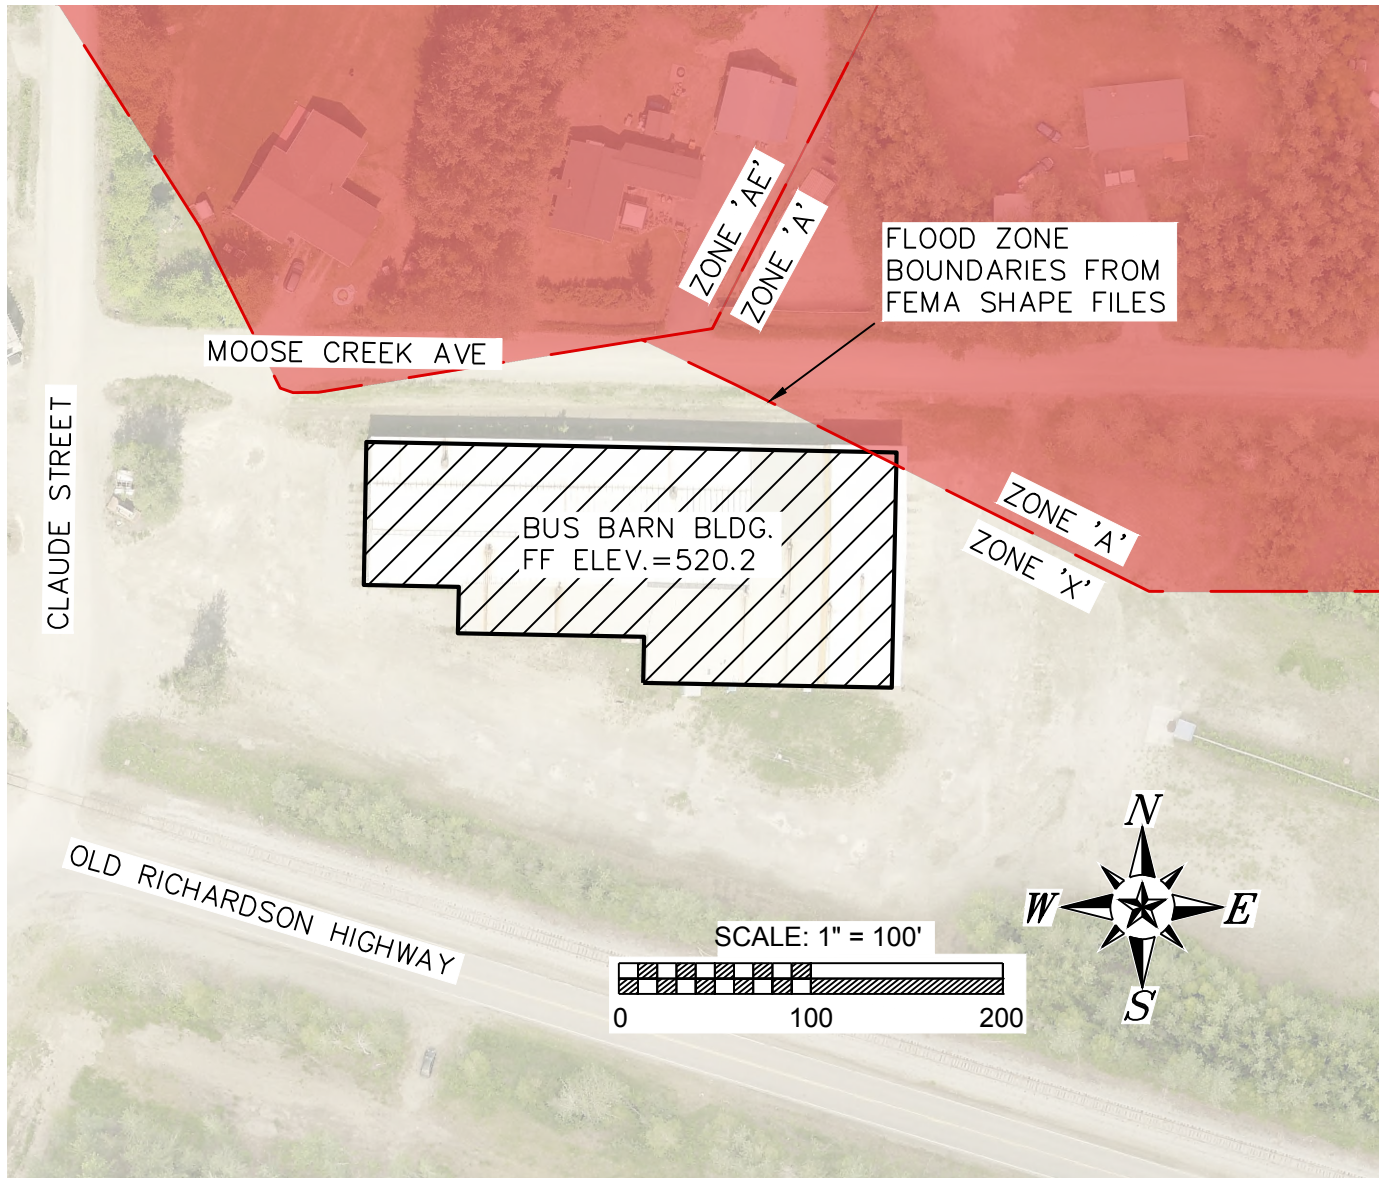 ZONE 'AE'
ZONE 'A'
FLOOD ZONE
BOUNDARIES FROM
FEMA SHAPE FILES
MOOSE CREEK AVE
CLAUDE STREET
BUS BARN BLDG.
FF ELEV.=520.2
ZONE 'A'
ZONE 'X'
OLD RICHARDSON HIGHWAY
N
W
E
S
SCALE: 1" = 100'
0 100 200